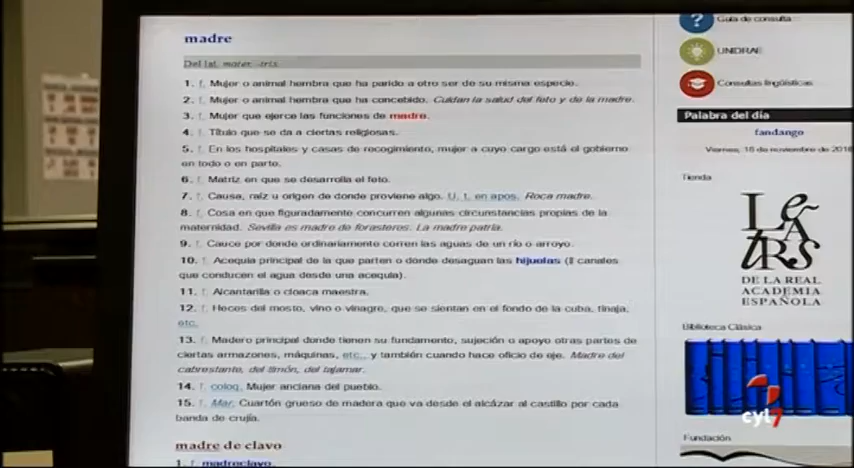 madre
Del lat. mater, -tris.
1. f. Mujer o animal hembra que ha parido a otro ser de su misma especie.
2. f. Mujer o animal hembra que ha concebido. Cuidan la salud del feto y de la madre.
3. f. Mujer que ejerce las funciones de madre.
4. f. Título que se da a ciertas religiosas.
5. f. En los hospitales y casas de recogimiento, mujer a cuyo cargo está el gobierno
en todo o en parte.
6. f. Matriz en que se desarrolla el feto.
7. f. Causa, raíz u origen de donde proviene algo. U. t. en apos. Roca madre.
8. f. Cosa en que figuradamente concurren algunas circunstancias propias de la
maternidad. Sevilla es madre de forasteros. La madre patria.
9. f. Cauce por donde ordinariamente corren las aguas de un río o arroyo.
10. f. Acequia principal de la que parten o donde desaguan las hijuelas (‖ canales
que conducen el agua desde una acequia).
11. f. Alcantarilla o cloaca maestra.
12. f. Heces del mosto, vino o vinagre, que se sientan en el fondo de la cuba, tinaja,
etc.
13. f. Madero principal donde tienen su fundamento, sujeción o apoyo otras partes de
ciertas armazones, máquinas, etc., y también cuando hace oficio de eje. Madre del
cabrestante, del timón, del tajamar.
14. f. coloq. Mujer anciana del pueblo.
15. f. Mar. Cuartón grueso de madera que va desde el alcázar al castillo por cada
banda de crujía.
madre de clavo
1. f. madreclavo.
? Guía de consulta
UNIDRAE
Consultas lingüísticas
Palabra del día
fandango
Viernes, 18 de noviembre de 2016
Tienda
LETRAS
DE LA REAL
ACADEMIA
ESPAÑOLA
Biblioteca Clásica
cyl7
Fundación